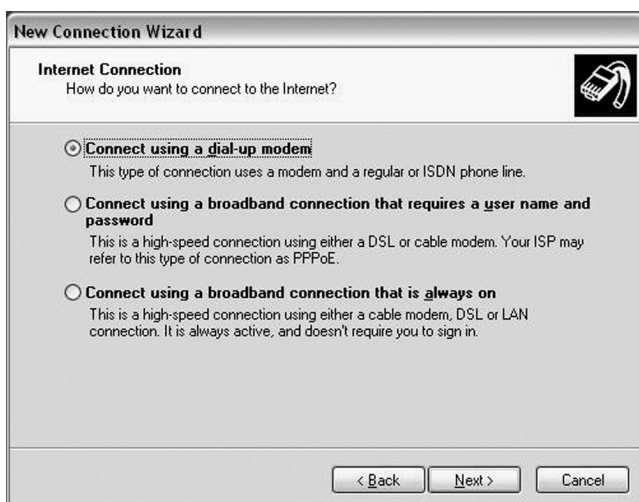 New Connection Wizard
Internet Connection
How do you want to connect to the Internet?
Connect using a dial-up modem
This type of connection uses a modem and a regular or ISDN phone line.
Connect using a broadband connection that requires a user name and
password
This is a high-speed connection using either a DSL or cable modem. Your ISP may
refer to this type of connection as PPPoE.
Connect using a broadband connection that is always on
This is a high-speed connection using either a cable modem, DSL or LAN
connection. It is always active, and doesn't require you to sign in.
< Back Next > Cancel